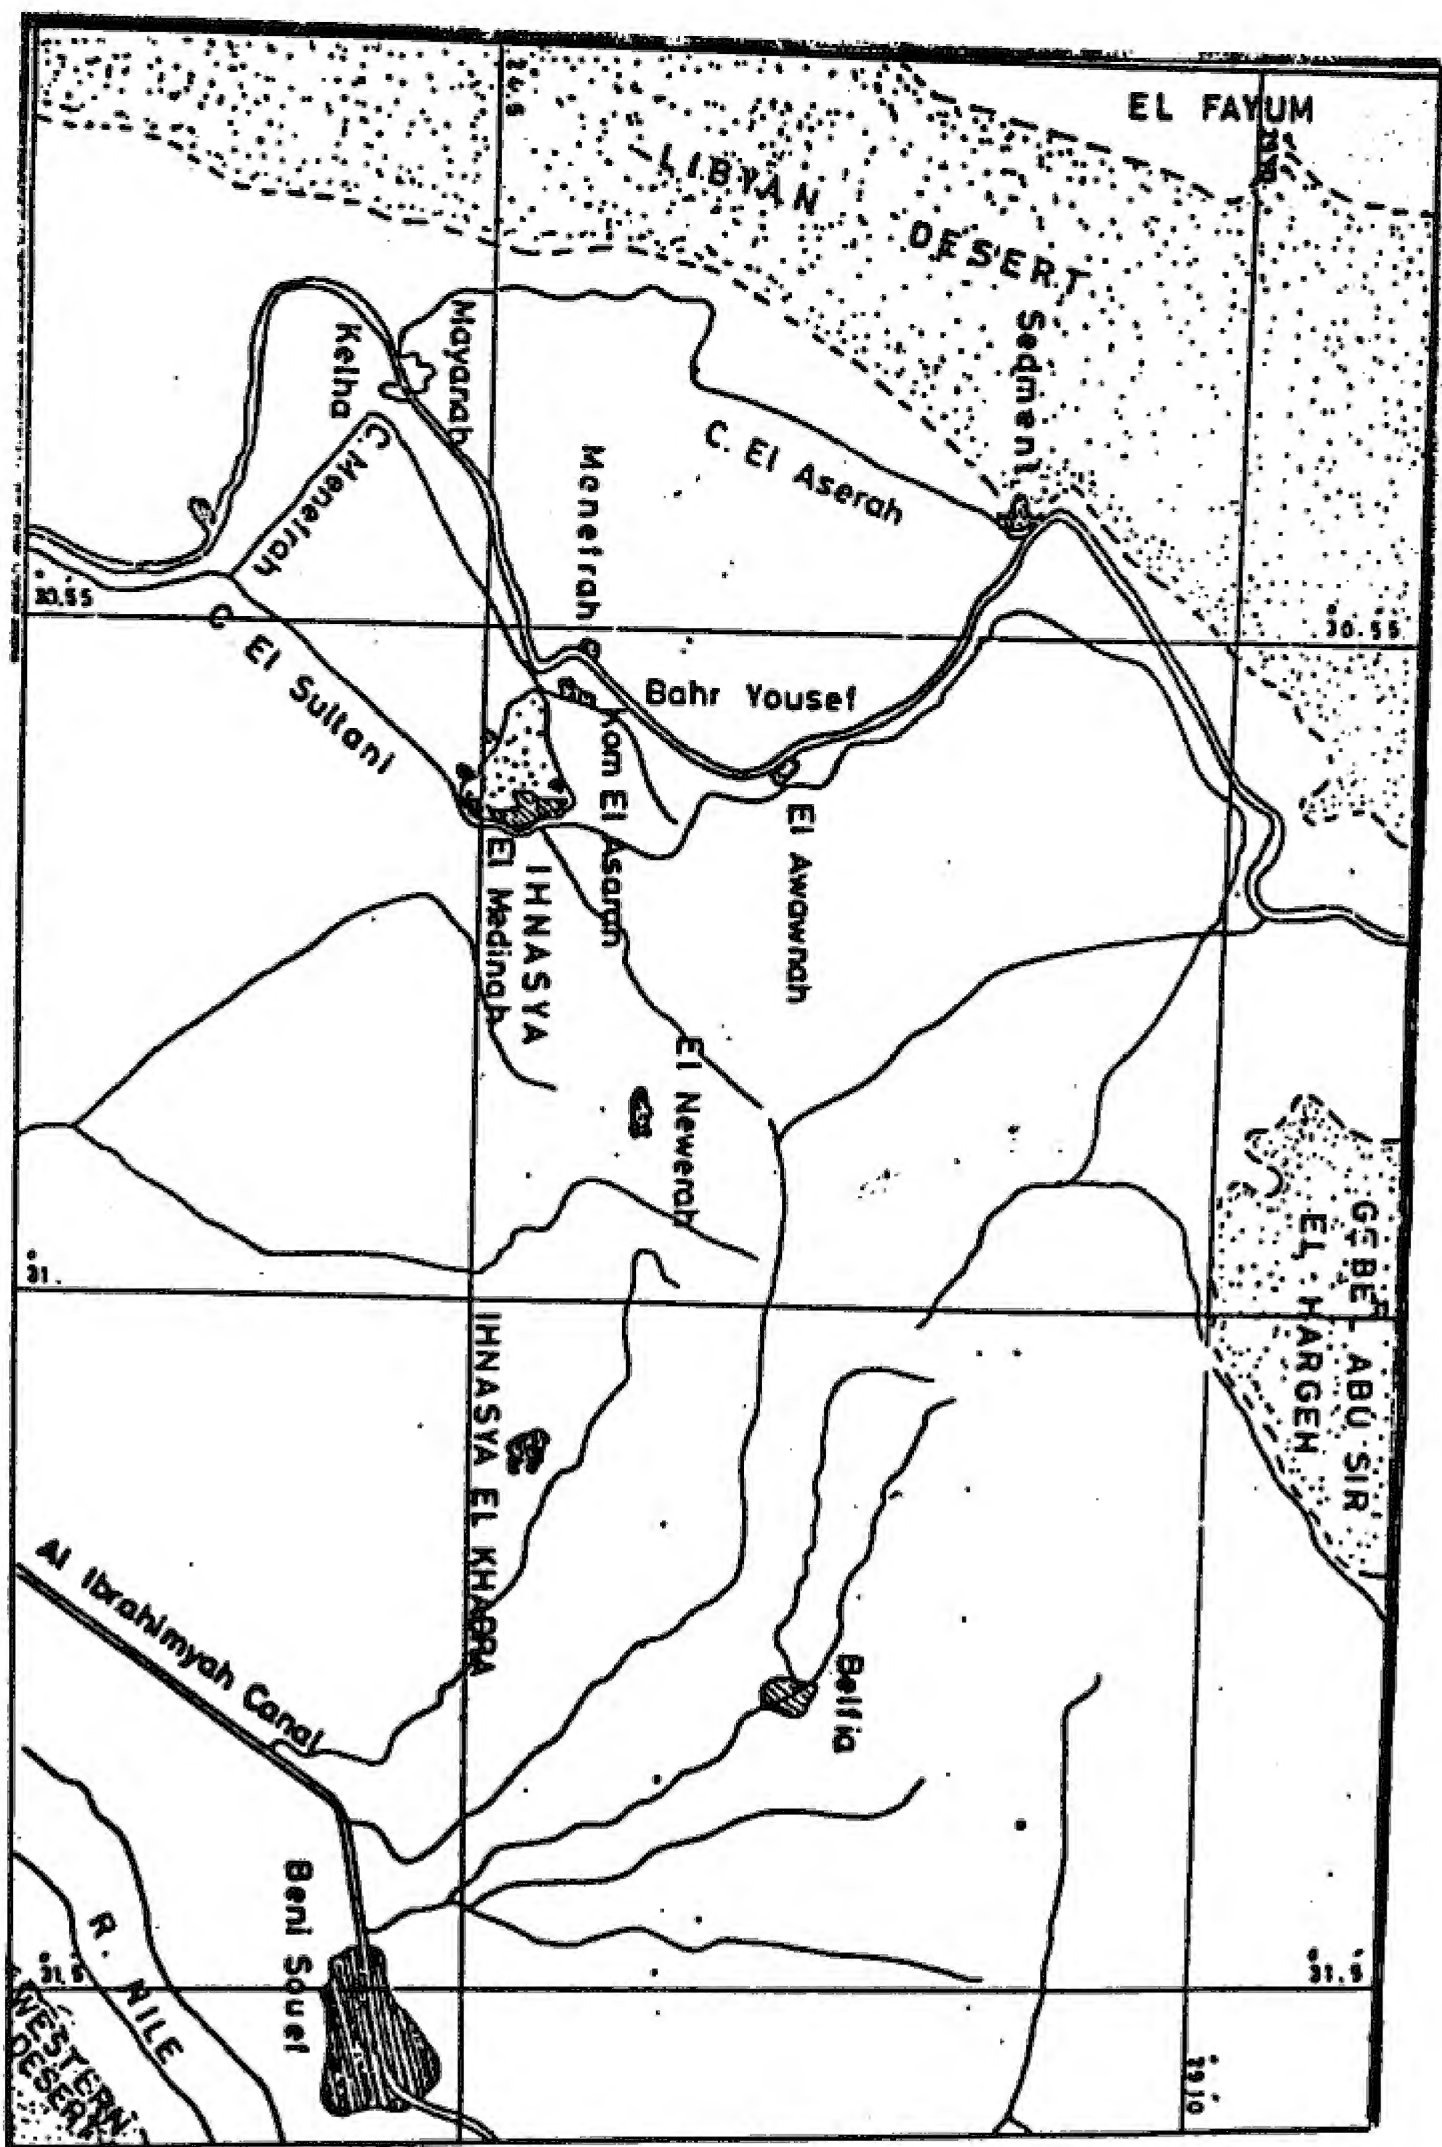 EL FAYUM
LIBYAN DESERT
Sedment
Mayanah
Kelha
C. Menefrah
Menefrah
C. El Aserah
30.55
30.55
C. El Sultani
Bahr Yousef
Kom El Asarah
El Awawnah
IHNASYA
El Medinah
El Newerah
GEBEL ABU SIR
EL HARGEH
31.
IHNASYA EL KHADRA
Al Ibrahimyah Canal
Belfia
Beni Souef
R. NILE
31.5
31.5
WESTERN
DESERT
29 10